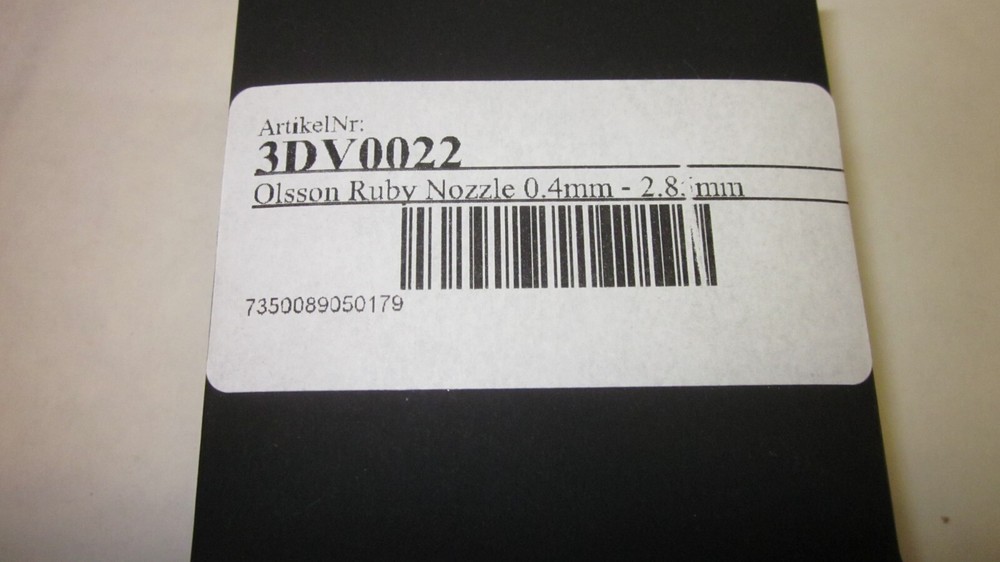 ArtikelNr:
3DV0022
Olsson Ruby Nozzle 0.4mm -
7350089050179